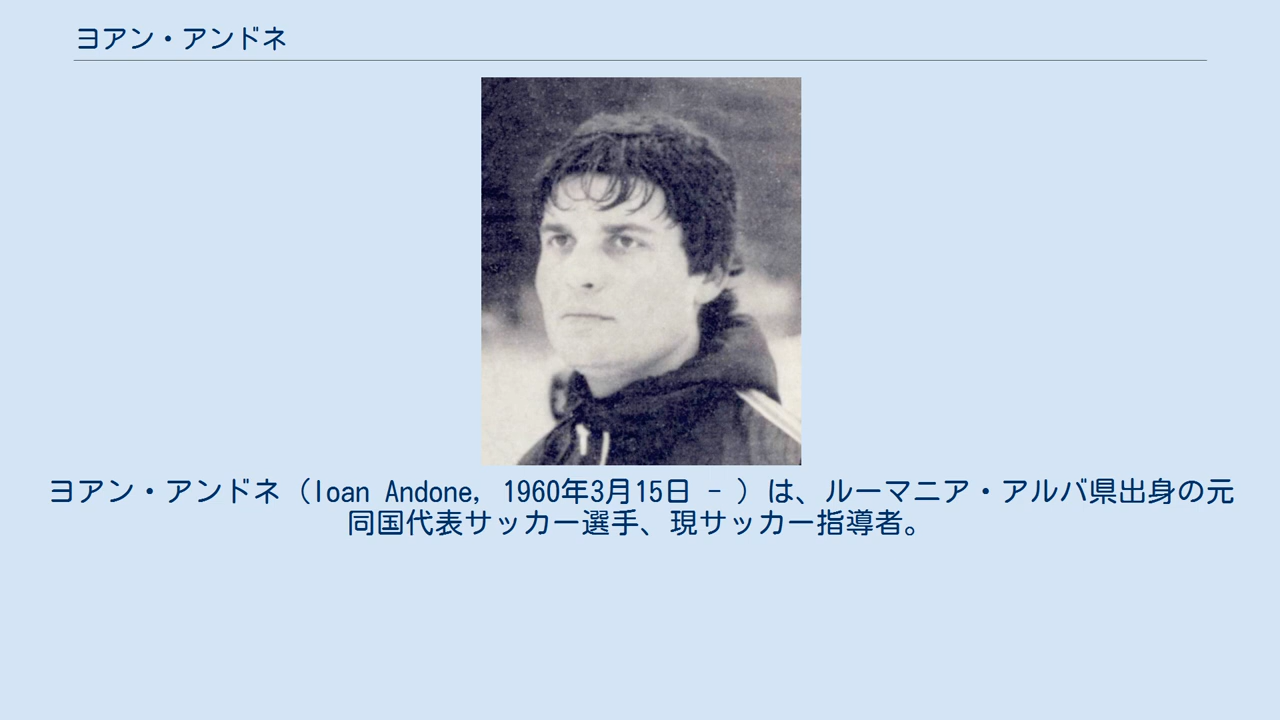 ヨアン・アンドネ
ヨアン・アンドネ（Ioan Andone, 1960年3月15日 - ）は、ルーマニア・アルバ県出身の元
同国代表サッカー選手、現サッカー指導者。